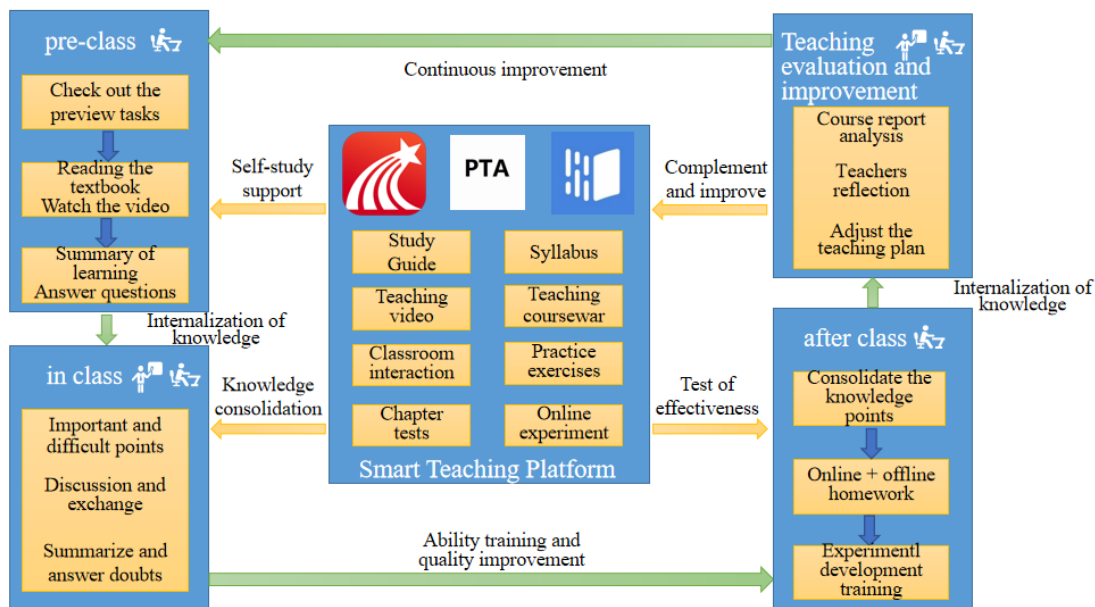 pre-class
Check out the
preview tasks
Reading the
textbook
Watch the video
Summary of
learning
Answer questions
Continuous improvement
Teaching
evaluation and
improvement
Course report
analysis
Teachers
reflection
Adjust the
teaching plan
Self-study
support
PTA
Complement
and improve
Study
Guide
Syllabus
Teaching
video
Teaching
coursewar
Classroom
interaction
Practice
exercises
Chapter
tests
Online
experiment
Smart Teaching Platform
Internalization of
knowledge
Internalization of
knowledge
in class
Important and
difficult points
Discussion and
exchange
Summarize and
answer doubts
Knowledge
consolidation
Test of
effectiveness
after class
Consolidate the
knowledge
points
Online + offline
homework
Experimentl
development
training
Ability training and
quality improvement